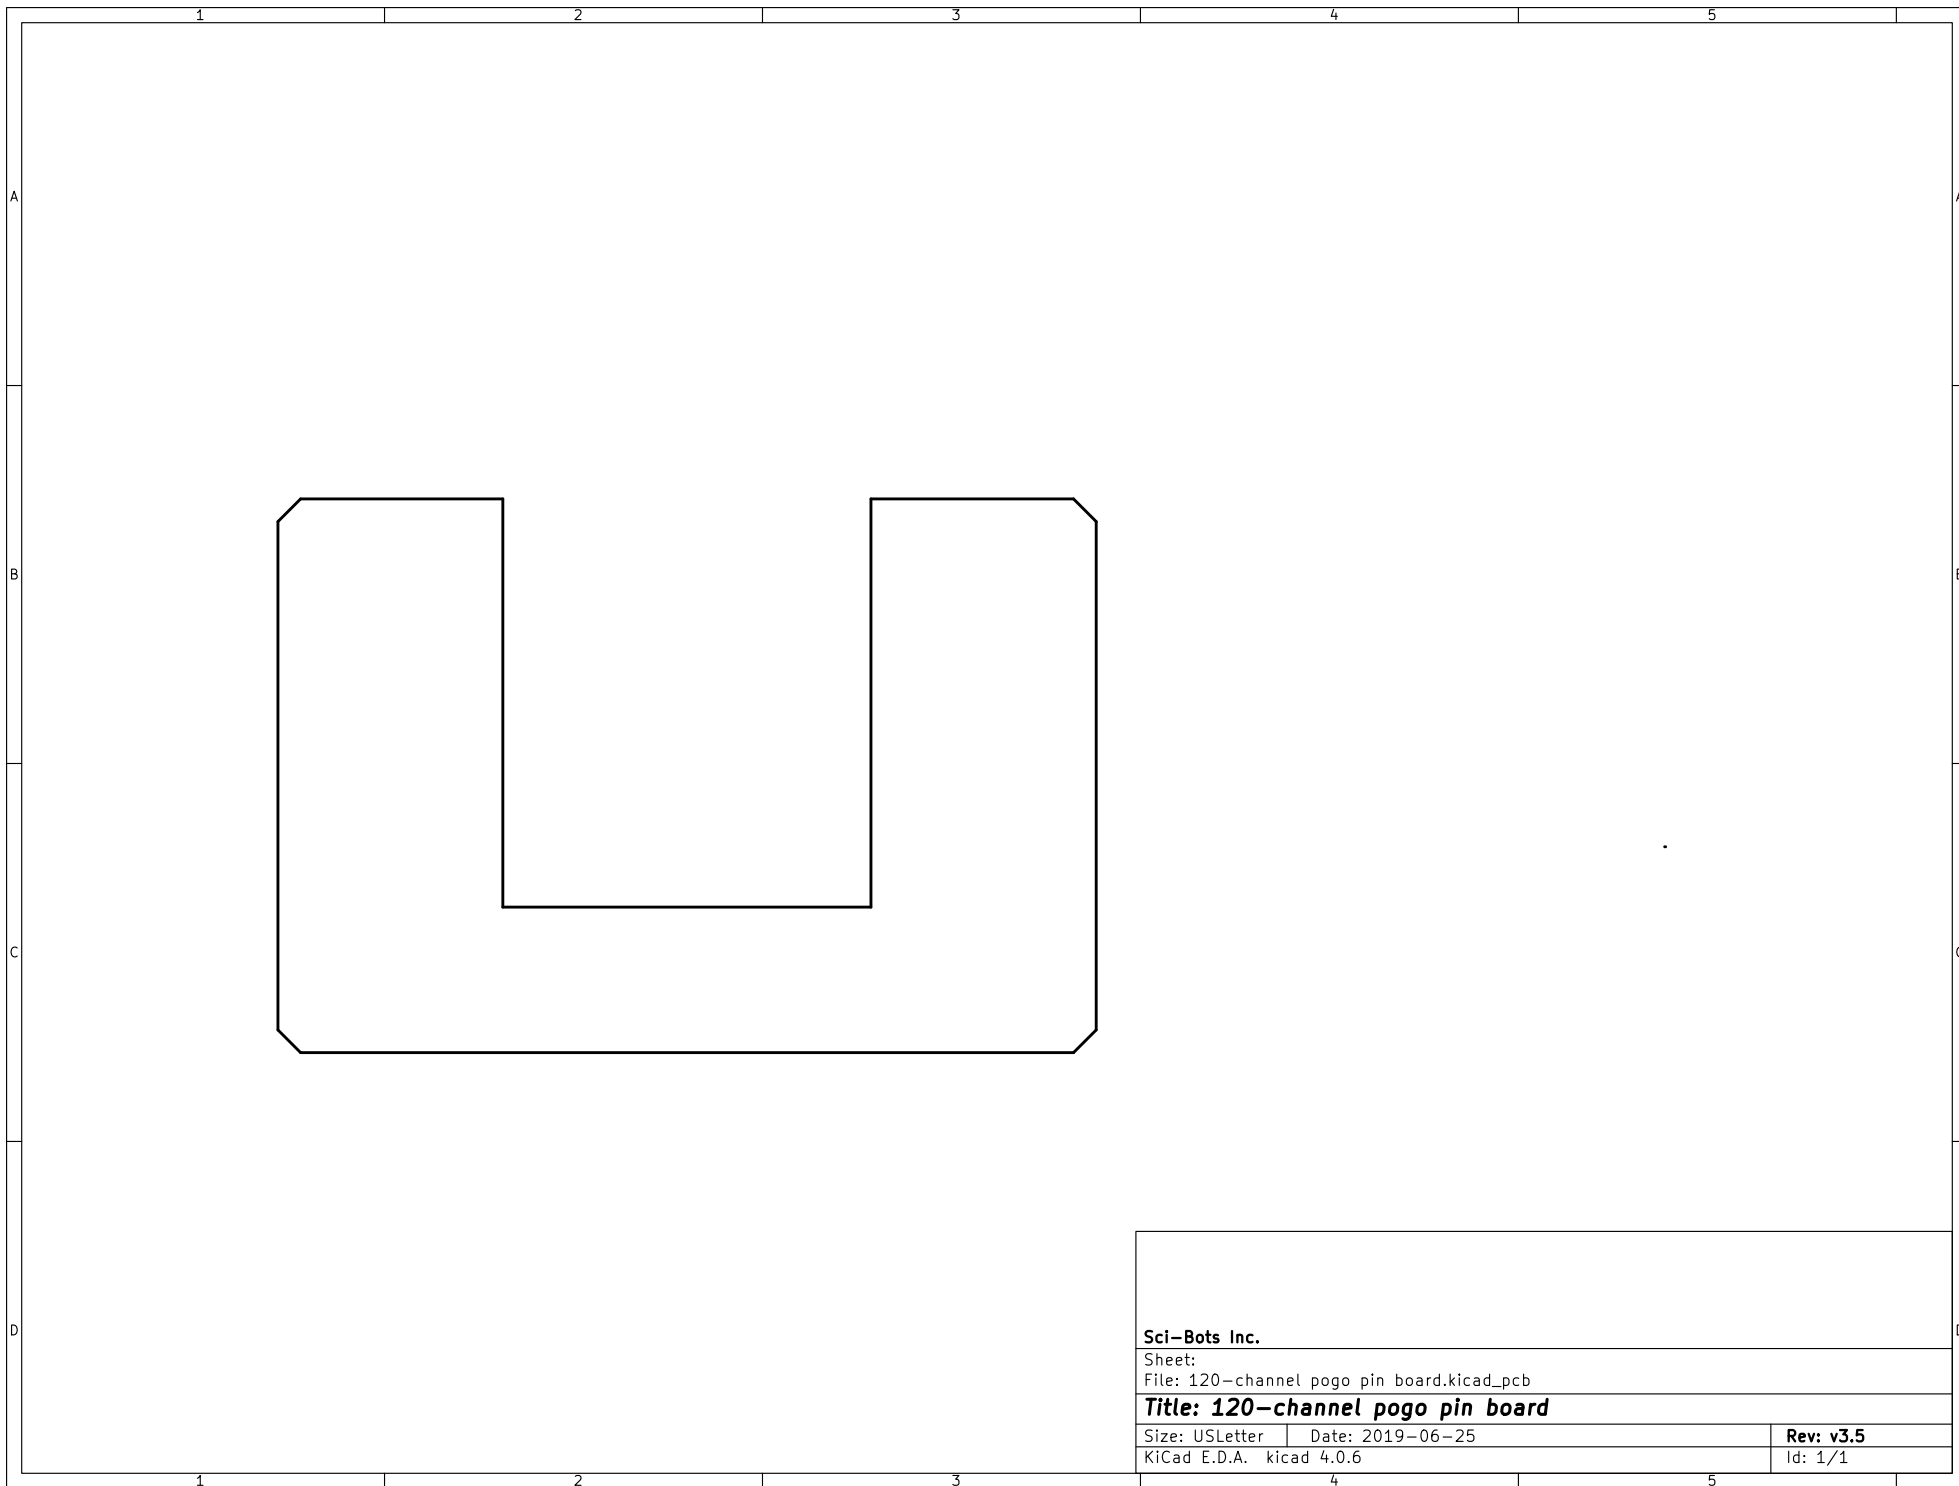 1 2 3 4 5
A A
B B
C C
D D
Sci-Bots Inc.
Sheet:
File: 120-channel pogo pin board.kicad_pcb
Title: 120-channel pogo pin board
Size: USLetter Date: 2019-06-25 Rev: v3.5
KiCad E.D.A. kicad 4.0.6 Id: 1/1
1 2 3 4 5